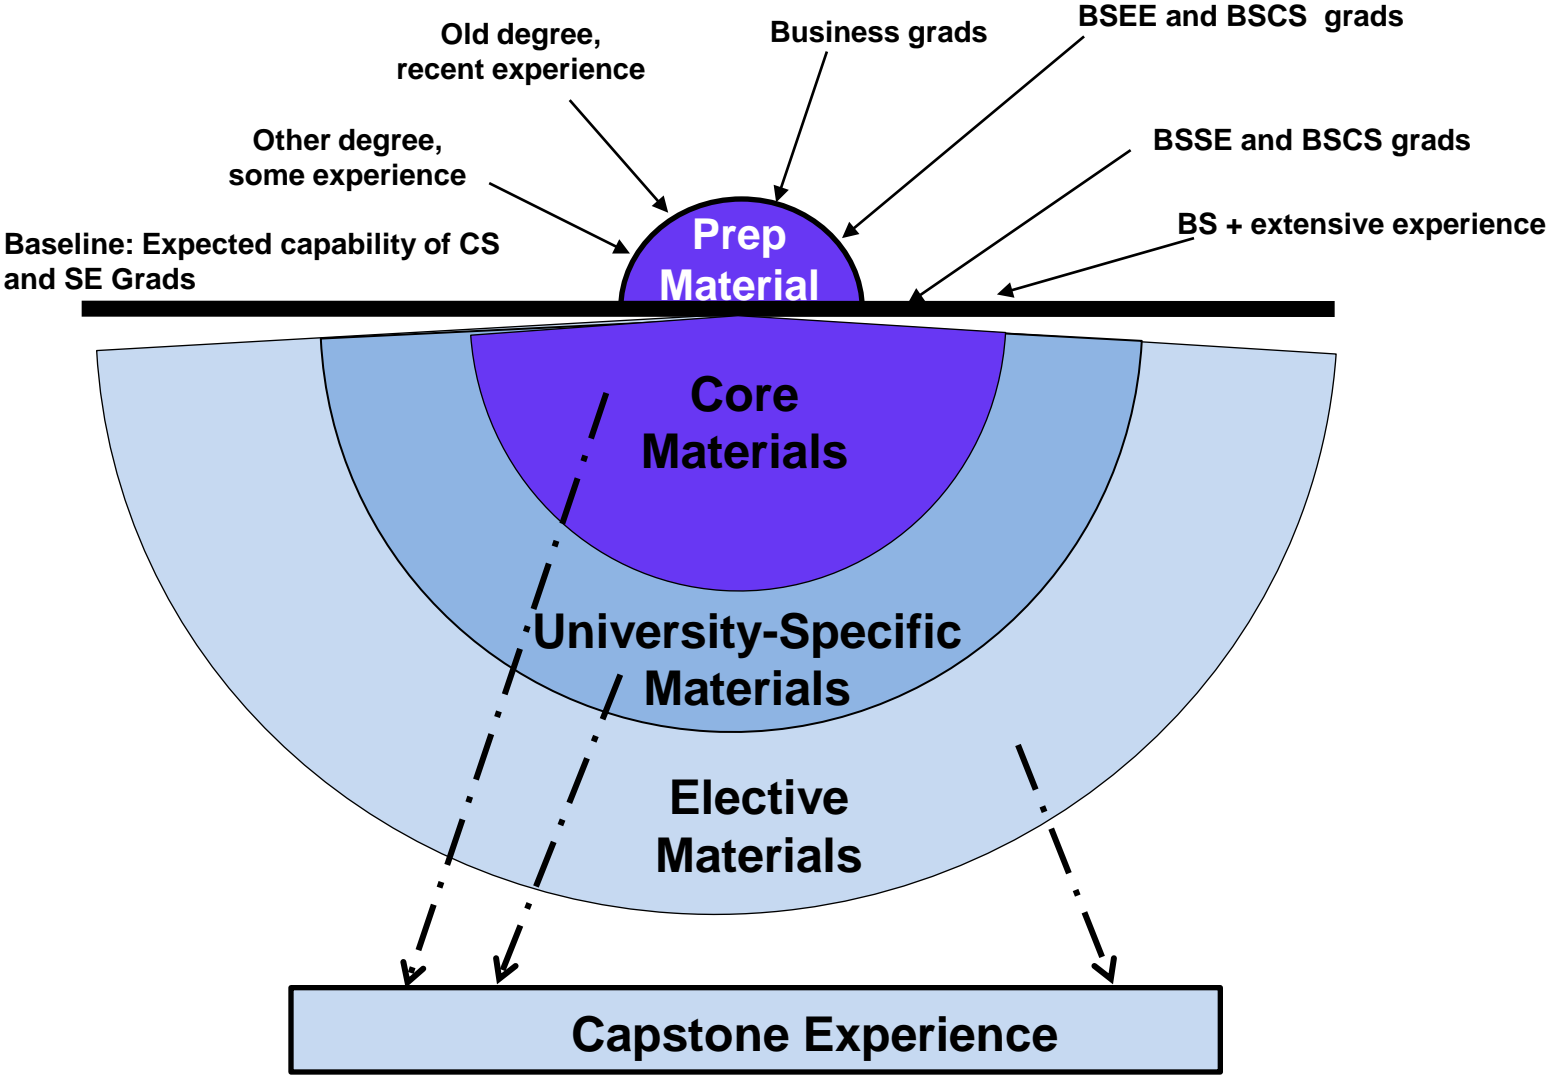 BSEE and BSCS  grads
Old degree,
recent experience
Business grads
Other degree,
some experience
BSSE and BSCS grads
BS + extensive experience
Baseline: Expected capability of CS
and SE Grads
Prep
Material
Core
Materials
University-Specific
Materials
Elective
Materials
Capstone Experience